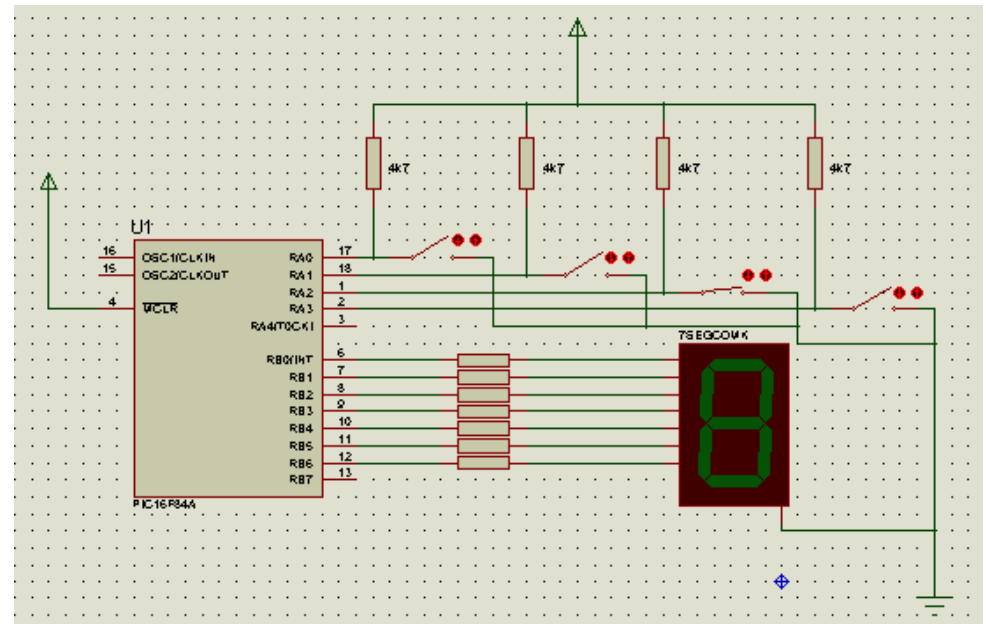 4k7 4k7 4k7 4k7
U1
16 OSC1/CLKIN RA0 17
15 OSC2/CLKOUT RA1 18
RA2 1
4 MCLR RA3 2
RA4/T0CKI 3
7SEGCOMK
RB0/INT 6
RB1 7
RB2 8
RB3 9
RB4 10
RB5 11
RB6 12
RB7 13
PIC16F84A